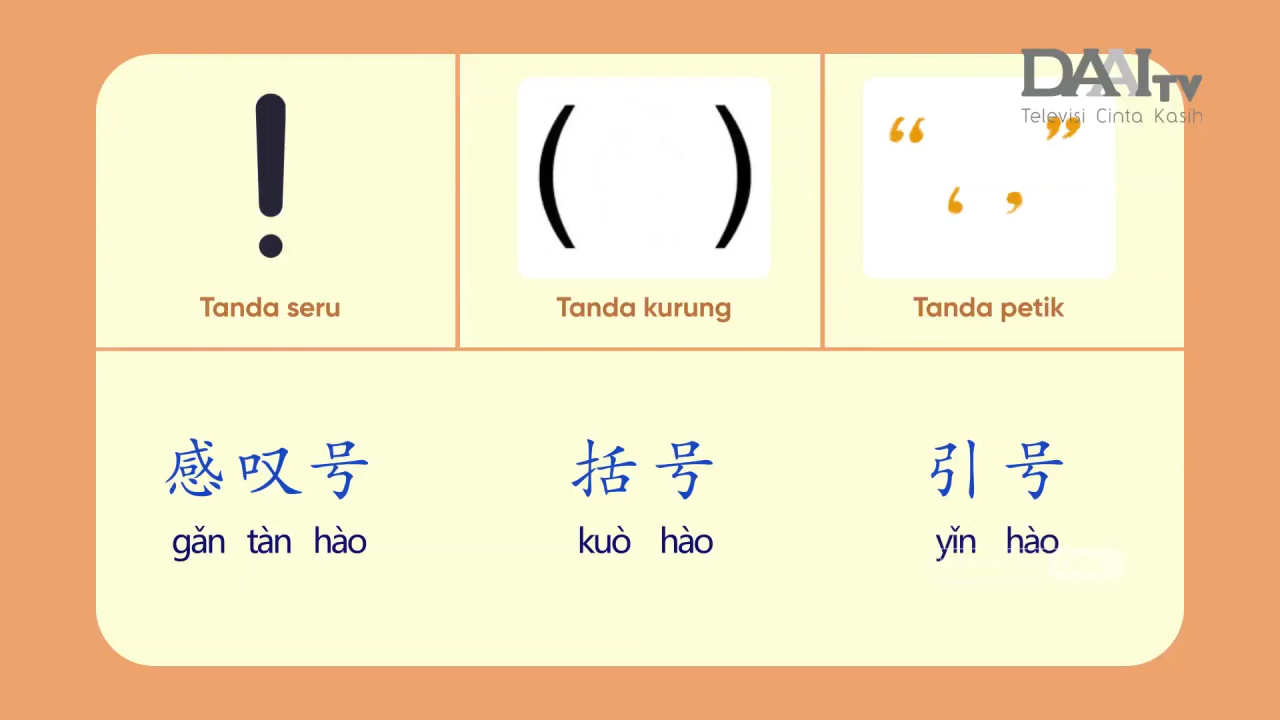 DAAI TV
Televisi Cinta Kasih
!
( )
“ ”
‘ ’
Tanda seru
Tanda kurung
Tanda petik
感叹号
括号
引号
gǎn tàn hào
kuò hào
yǐn hào